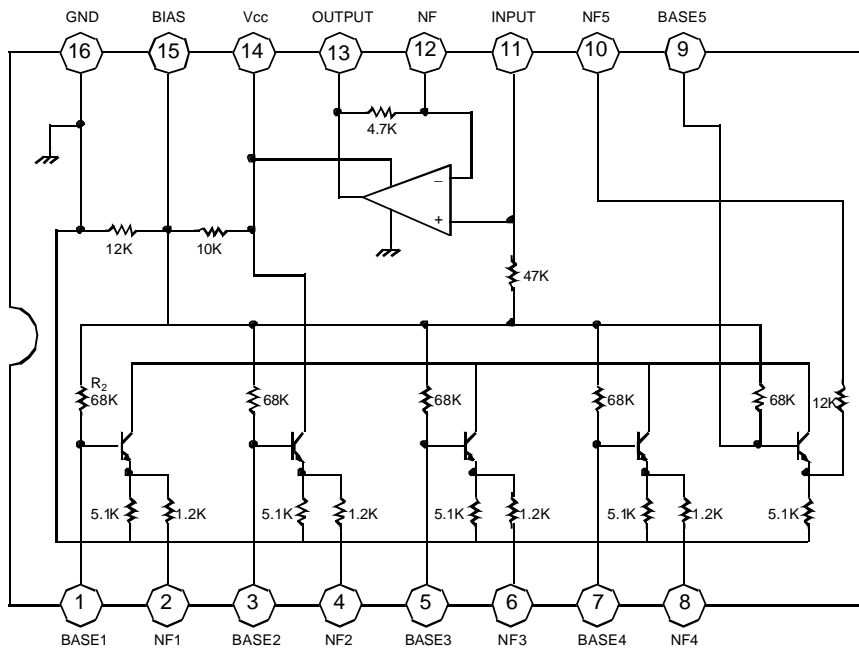 GND BIAS Vcc OUTPUT NF INPUT NF5 BASE5
16 15 14 13 12 11 10 9
4.7K
−
+
12K 10K
47K
R2
68K 68K 68K 68K 68K 12K
5.1K 1.2K 5.1K 1.2K 5.1K 1.2K 5.1K 1.2K 5.1K
1 2 3 4 5 6 7 8
BASE1 NF1 BASE2 NF2 BASE3 NF3 BASE4 NF4